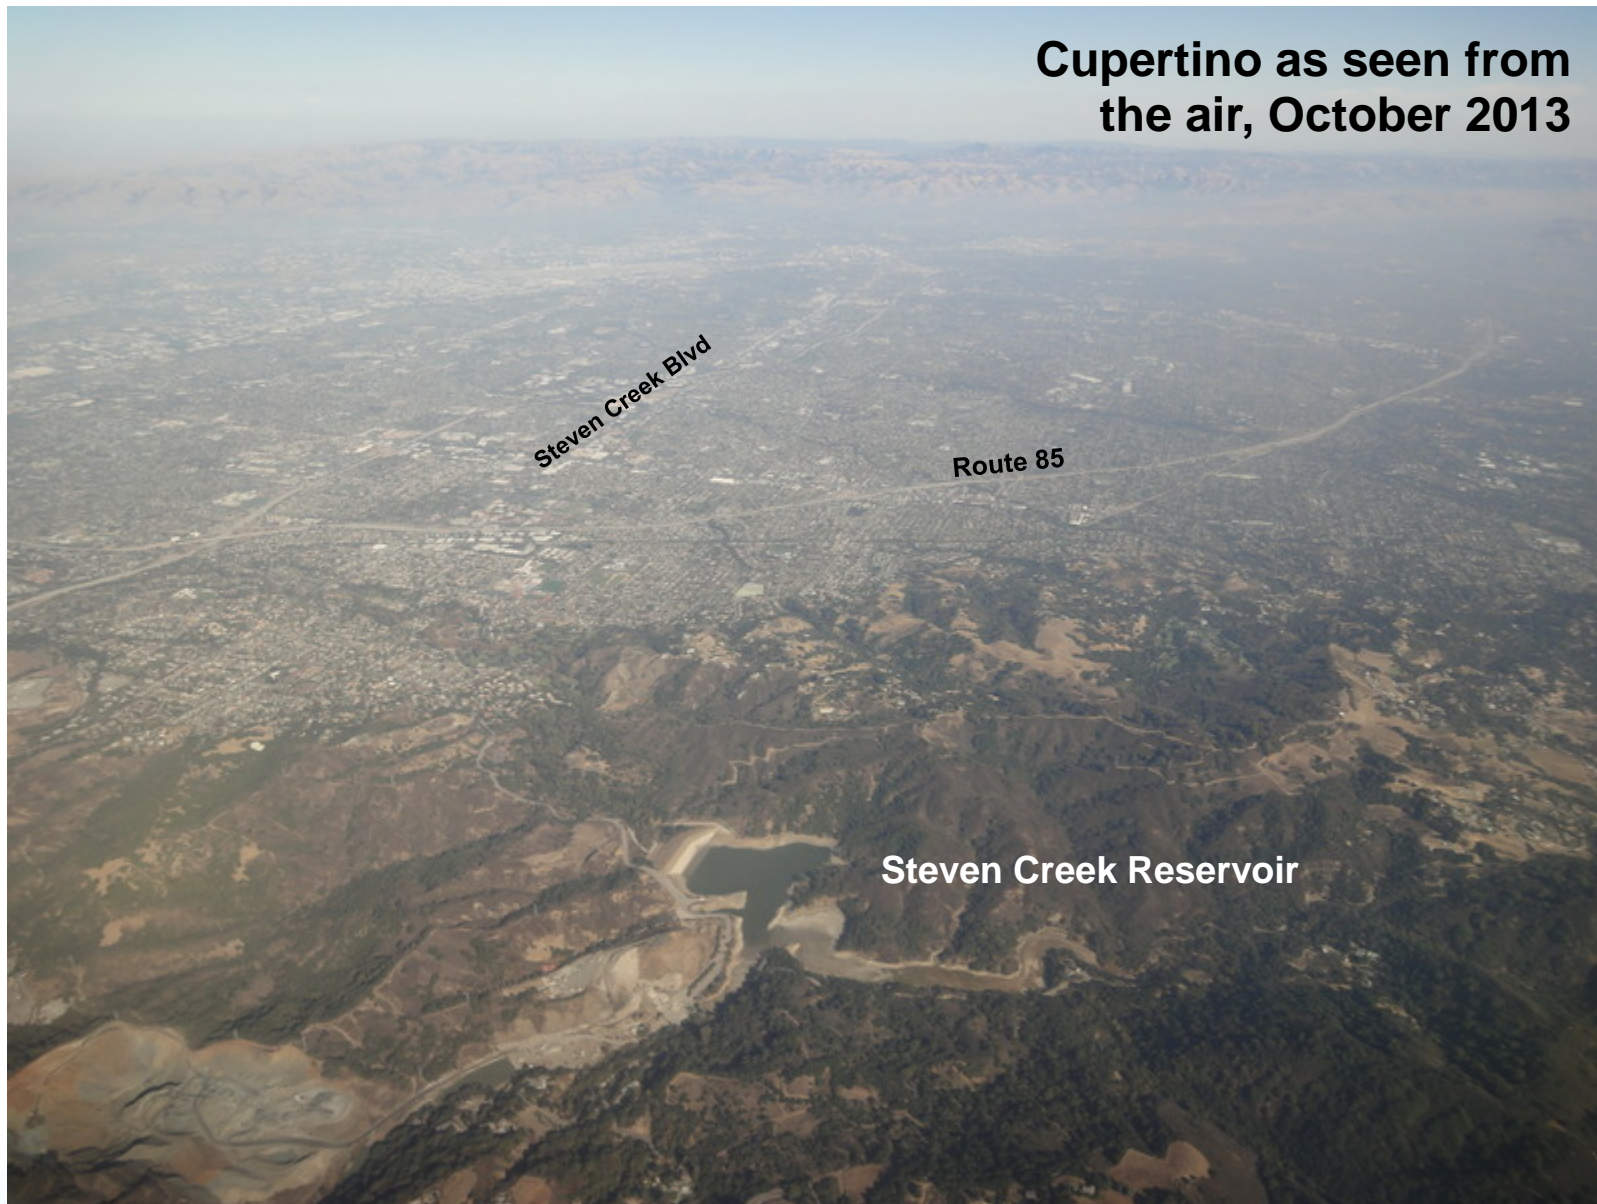 Cupertino as seen from
the air, October 2013
Steven Creek Blvd
Route 85
Steven Creek Reservoir